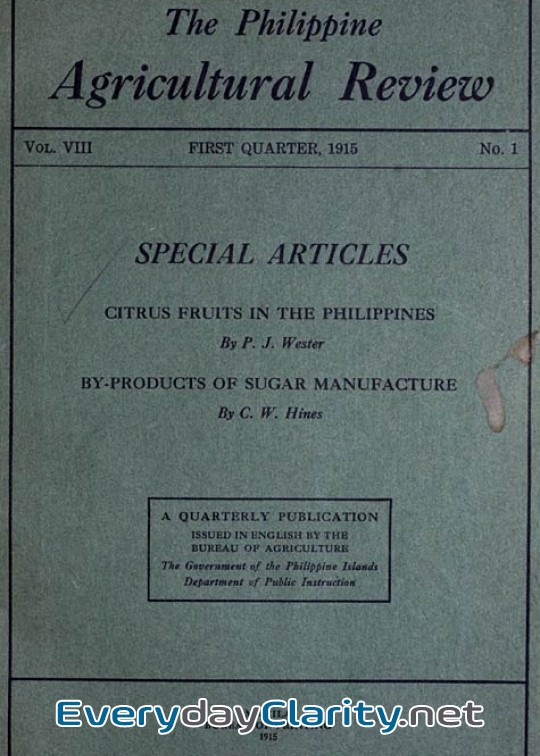 The Philippine
Agricultural Review
VOL. VIII FIRST QUARTER, 1915 No. 1
SPECIAL ARTICLES
CITRUS FRUITS IN THE PHILIPPINES
By P. J. Wester
BY-PRODUCTS OF SUGAR MANUFACTURE
By C. W. Hines
A QUARTERLY PUBLICATION
ISSUED IN ENGLISH BY THE
BUREAU OF AGRICULTURE
The Government of the Philippine Islands
Department of Public Instruction
EverydayClarity.net
1915